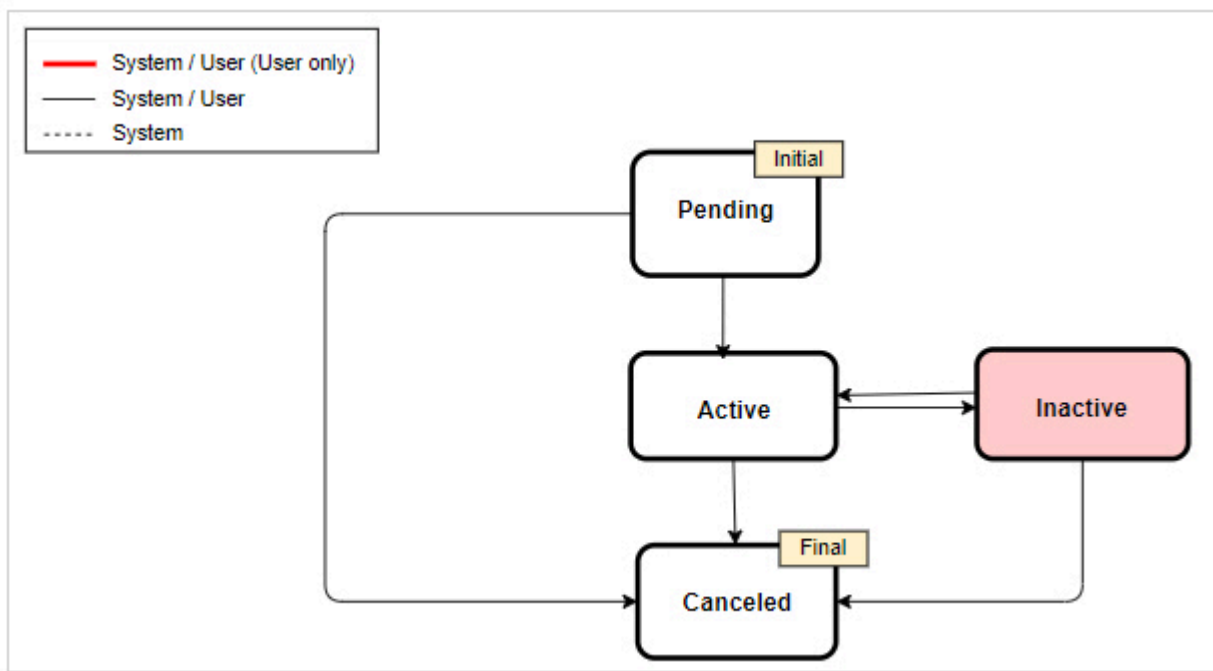 System / User (User only)
System / User
System
Initial
Pending
Active
Inactive
Final
Canceled